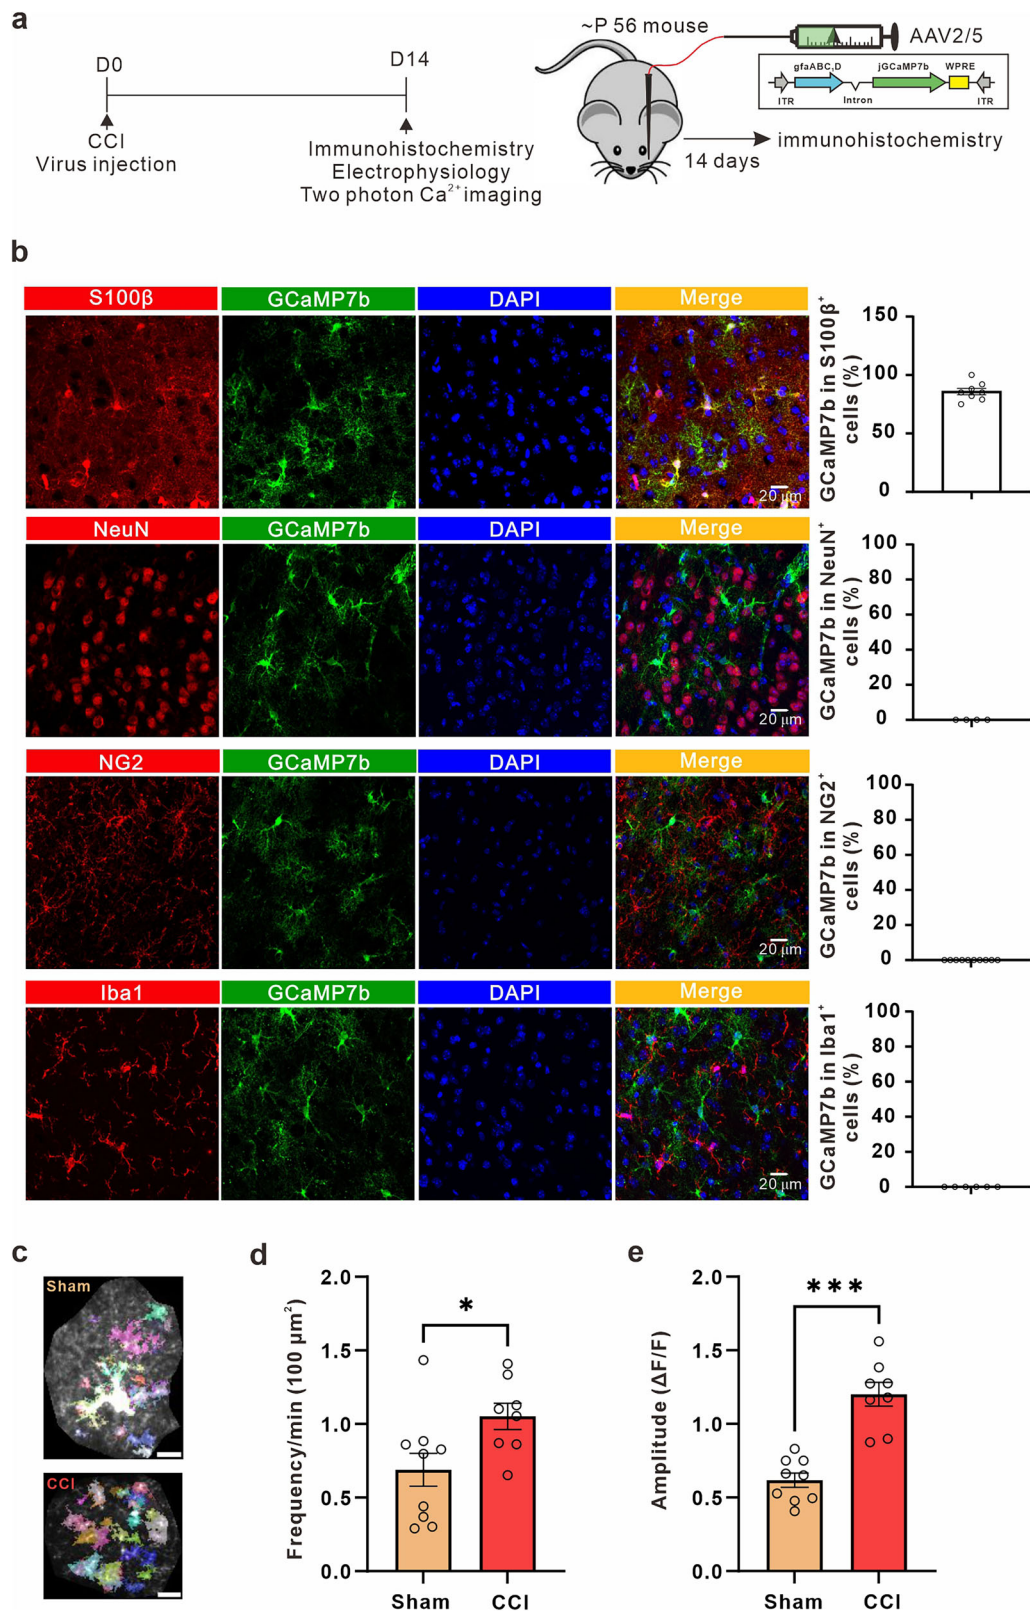 a
D0
D14
CCI
Virus injection
Immunohistochemistry
Electrophysiology
Two photon Ca²⁺ imaging
~P 56 mouse
AAV2/5
gfaABC₁D
jGCaMP7b
WPRE
ITR
Intron
ITR
14 days
immunohistochemistry
b
S100β
GCaMP7b
DAPI
Merge
20 μm
GCaMP7b in S100β⁺
cells (%)
150
100
50
0
NeuN
GCaMP7b
DAPI
Merge
20 μm
GCaMP7b in NeuN⁺
cells (%)
100
80
60
40
20
0
NG2
GCaMP7b
DAPI
Merge
20 μm
GCaMP7b in NG2⁺
cells (%)
100
80
60
40
20
0
Iba1
GCaMP7b
DAPI
Merge
20 μm
GCaMP7b in Iba1⁺
cells (%)
100
80
60
40
20
0
c
Sham
CCI
d
Frequency/min (100 μm²)
2.0
1.5
1.0
0.5
0.0
*
Sham
CCI
e
Amplitude (ΔF/F)
2.0
1.5
1.0
0.5
0.0
***
Sham
CCI